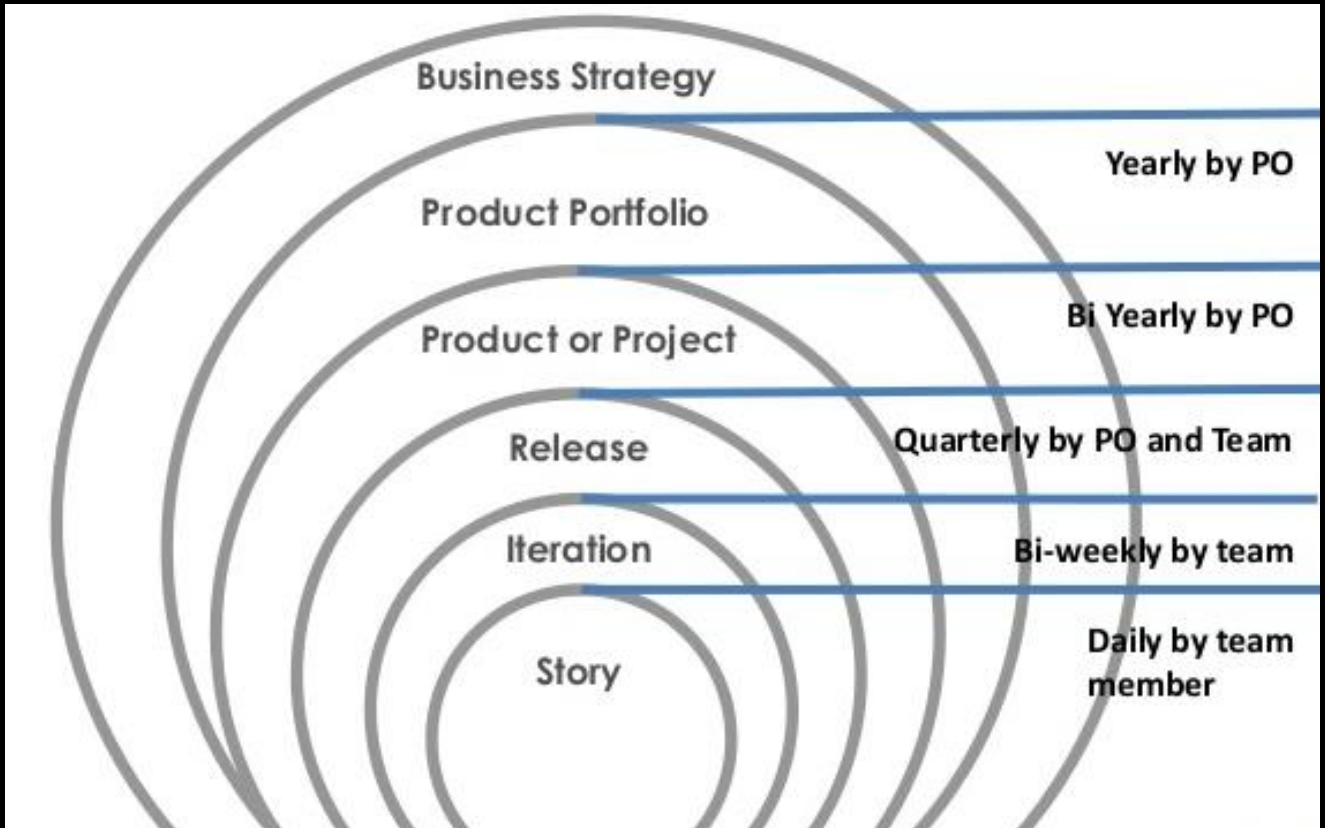 Business Strategy
Yearly by PO
Product Portfolio
Bi Yearly by PO
Product or Project
Quarterly by PO and Team
Release
Bi-weekly by team
Iteration
Daily by team
member
Story